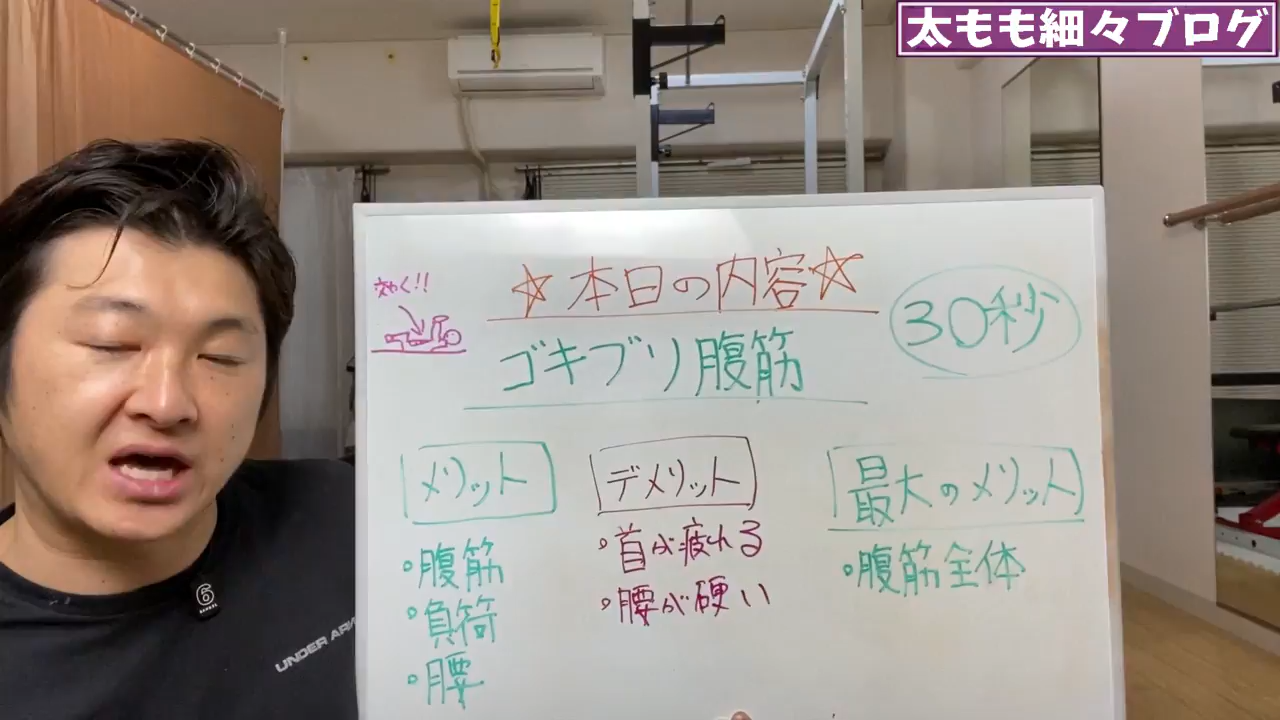 太もも細々ブログ
☆本日の内容☆
効く!!
30秒
ゴキブリ腹筋
メリット
・腹筋
・負荷
・腰
デメリット
・首が疲れる
・腰が硬い
最大のメリット
・腹筋全体
6
UNDER ARM